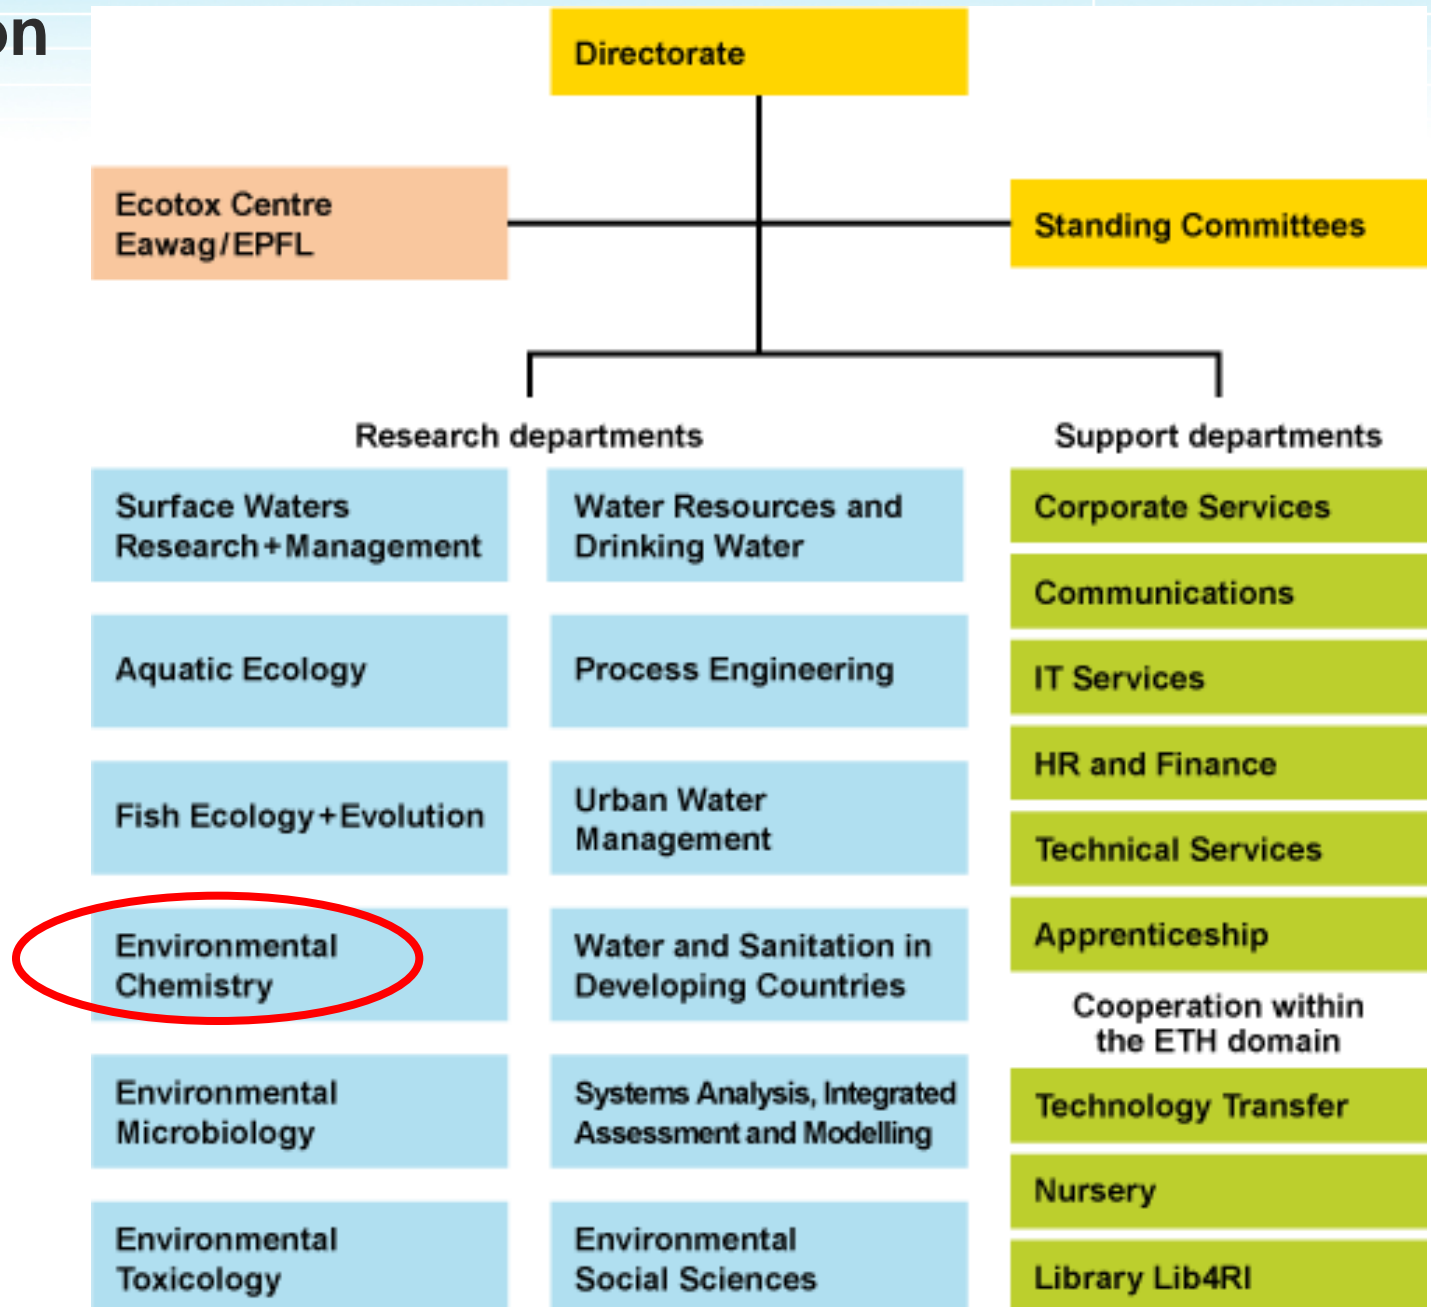 on
Directorate
Ecotox Centre
Eawag/EPFL
Standing Committees
Research departments
Surface Waters
Research+Management
Water Resources and
Drinking Water
Aquatic Ecology
Process Engineering
Fish Ecology+Evolution
Urban Water
Management
Environmental
Chemistry
Water and Sanitation in
Developing Countries
Environmental
Microbiology
Systems Analysis, Integrated
Assessment and Modelling
Environmental
Toxicology
Environmental
Social Sciences
Support departments
Corporate Services
Communications
IT Services
HR and Finance
Technical Services
Apprenticeship
Cooperation within
the ETH domain
Technology Transfer
Nursery
Library Lib4RI